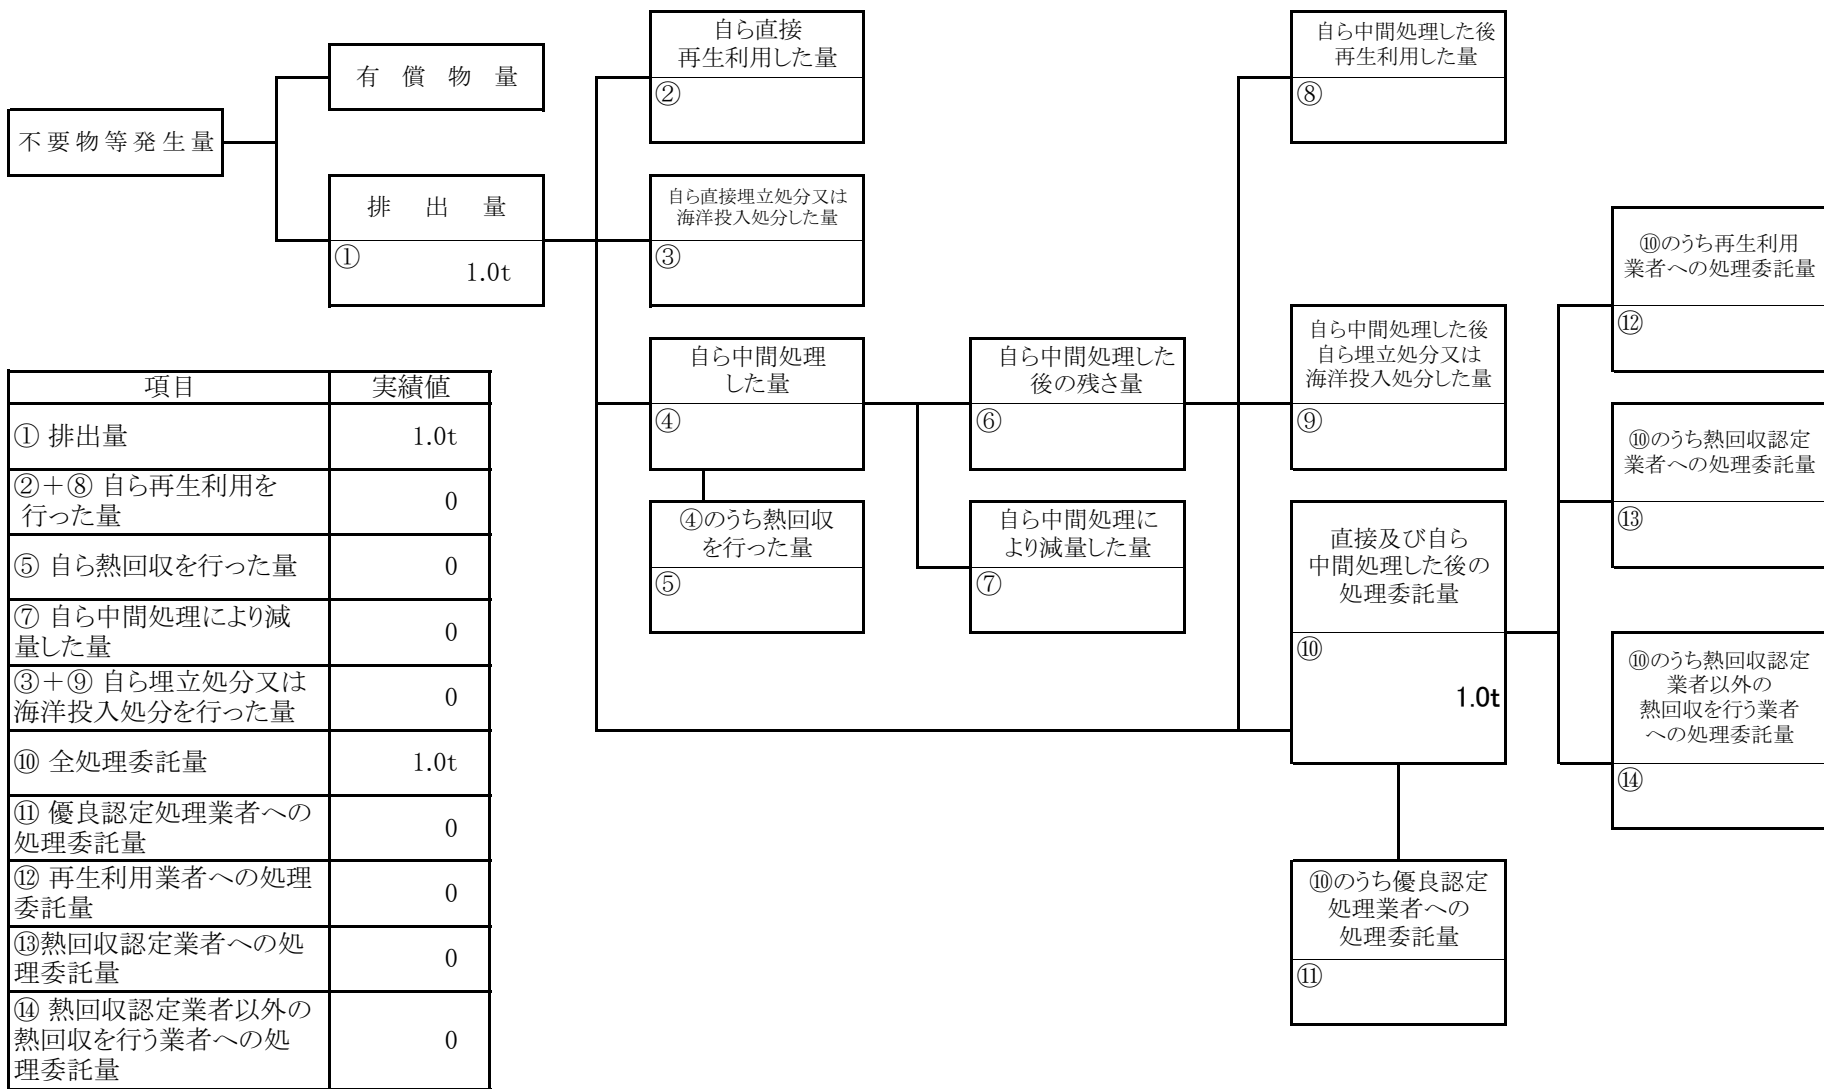 自ら直接
再生利用した量
②
自ら中間処理した後
再生利用した量
⑧
有 償 物 量
不要物等発生量
排 出 量
①
1.0t
自ら直接埋立処分又は
海洋投入処分した量
③
⑩のうち再生利用
業者への処理委託量
⑫
自ら中間処理
した量
④
自ら中間処理した
後の残さ量
⑥
自ら中間処理した後
自ら埋立処分又は
海洋投入処分した量
⑨
⑩のうち熱回収認定
業者への処理委託量
⑬
④のうち熱回収
を行った量
⑤
自ら中間処理に
より減量した量
⑦
直接及び自ら
中間処理した後の
処理委託量
⑩
1.0t
⑩のうち熱回収認定
業者以外の
熱回収を行う業者
への処理委託量
⑭
⑩のうち優良認定
処理業者への
処理委託量
⑪
項目 実績値
① 排出量 1.0t
②＋⑧ 自ら再生利用を
行った量 0
⑤ 自ら熱回収を行った量 0
⑦ 自ら中間処理により減
量した量 0
③＋⑨ 自ら埋立処分又は
海洋投入処分を行った量 0
⑩ 全処理委託量 1.0t
⑪ 優良認定処理業者への
処理委託量 0
⑫ 再生利用業者への処理
委託量 0
⑬熱回収認定業者への処
理委託量 0
⑭ 熱回収認定業者以外の
熱回収を行う業者への処
理委託量 0